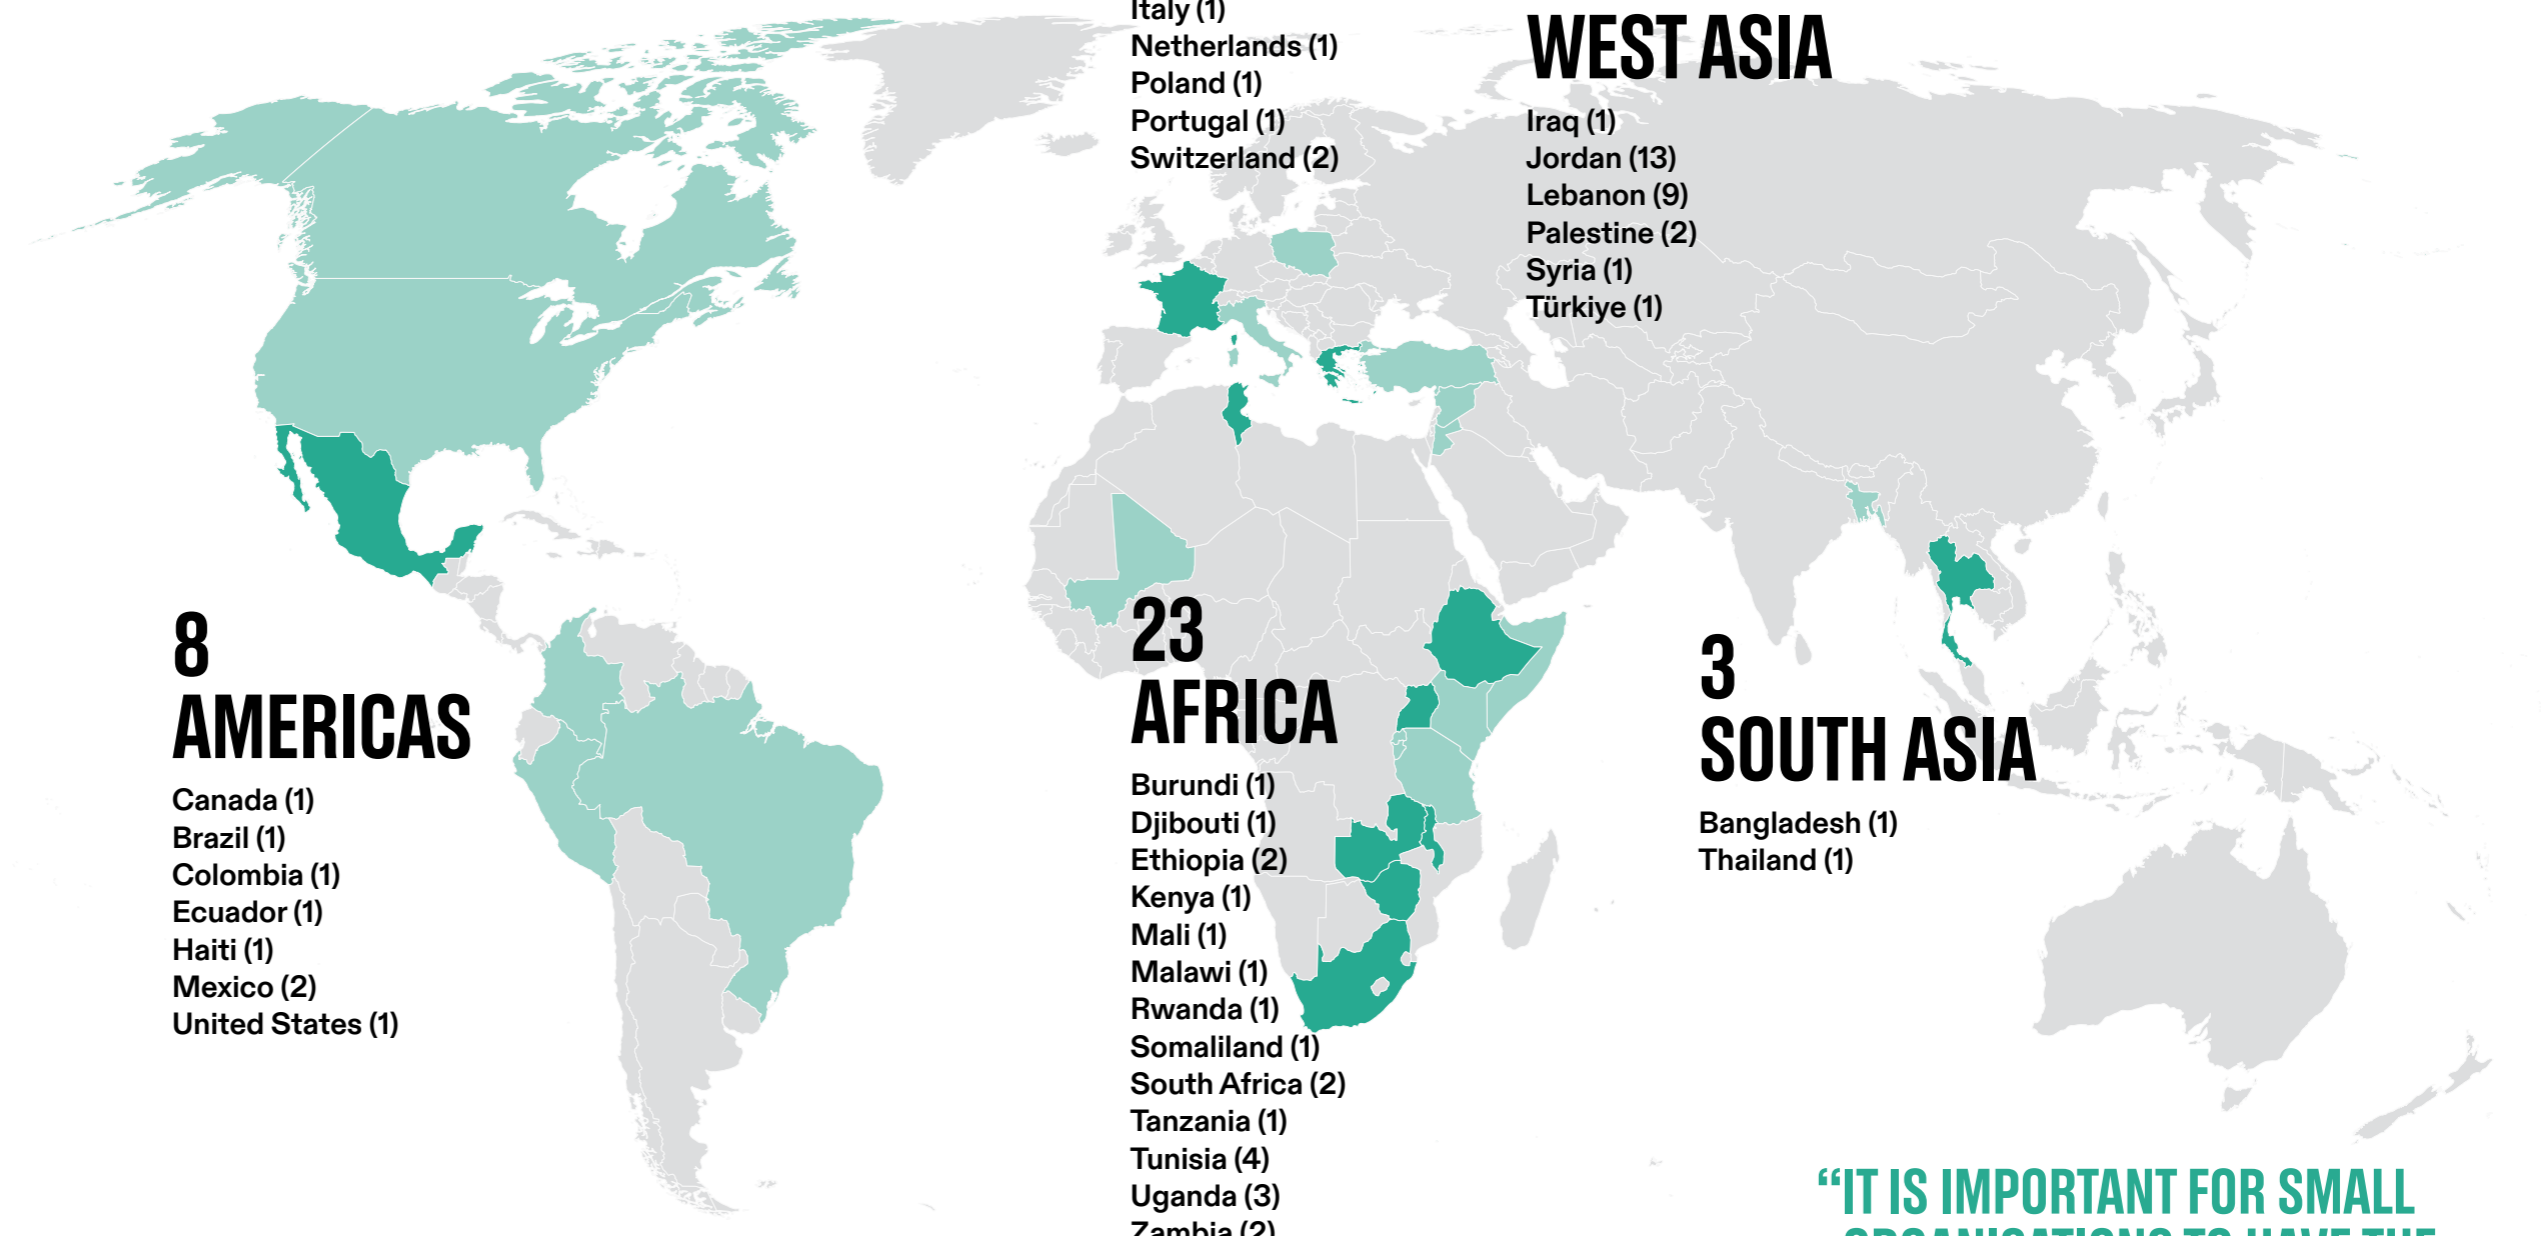 Italy (1)
Netherlands (1)
Poland (1)
Portugal (1)
Switzerland (2)
WEST ASIA
Iraq (1)
Jordan (13)
Lebanon (9)
Palestine (2)
Syria (1)
Türkiye (1)
8
AMERICAS
Canada (1)
Brazil (1)
Colombia (1)
Ecuador (1)
Haiti (1)
Mexico (2)
United States (1)
23
AFRICA
Burundi (1)
Djibouti (1)
Ethiopia (2)
Kenya (1)
Mali (1)
Malawi (1)
Rwanda (1)
Somaliland (1)
South Africa (2)
Tanzania (1)
Tunisia (4)
Uganda (3)
Zambia (2)
3
SOUTH ASIA
Bangladesh (1)
Thailand (1)
“IT IS IMPORTANT FOR SMALL
ORGANISATIONS TO HAVE THE